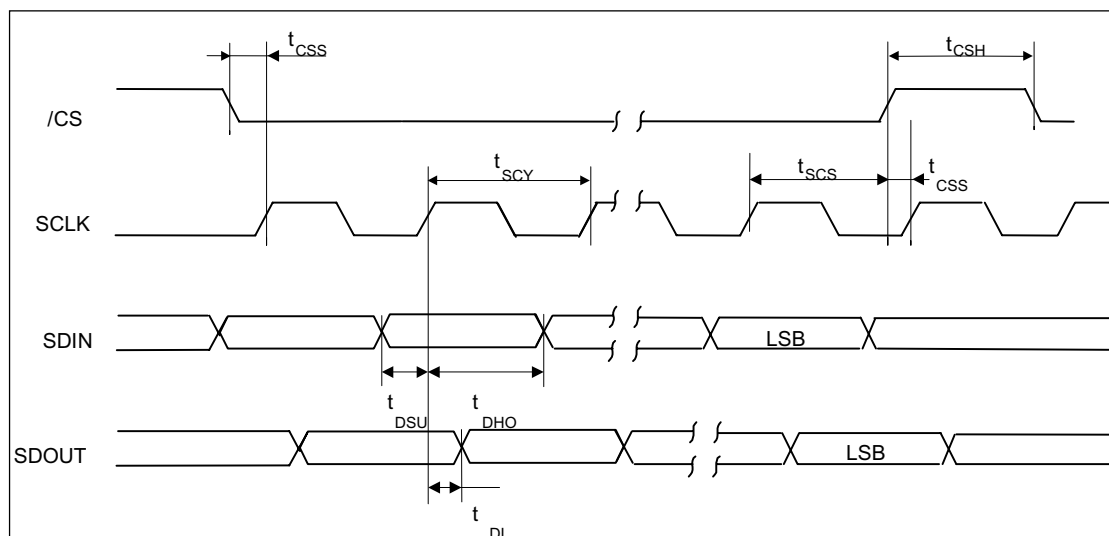 tCSS
tCSH
/CS
tSCY
tSCS
tCSS
SCLK
SDIN
LSB
tDSU
tDHO
SDOUT
LSB
tDL